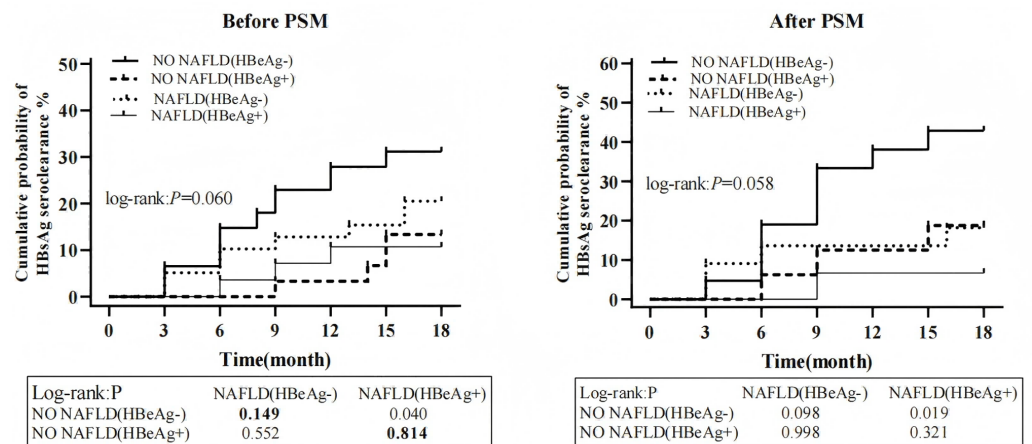 Before PSM
Cumulative probability of
HBsAg seroclearance %
50
40
30
20
10
0
NO NAFLD(HBeAg-)
NO NAFLD(HBeAg+)
NAFLD(HBeAg-)
NAFLD(HBeAg+)
log-rank:P=0.060
0 3 6 9 12 15 18
Time(month)
Log-rank:P NAFLD(HBeAg-) NAFLD(HBeAg+)
NO NAFLD(HBeAg-) 0.149 0.040
NO NAFLD(HBeAg+) 0.552 0.814
After PSM
Cumulative probability of
HBsAg seroclearance %
60
50
40
30
20
10
0
NO NAFLD(HBeAg-)
NO NAFLD(HBeAg+)
NAFLD(HBeAg-)
NAFLD(HBeAg+)
log-rank:P=0.058
0 3 6 9 12 15 18
Time(month)
Log-rank:P NAFLD(HBeAg-) NAFLD(HBeAg+)
NO NAFLD(HBeAg-) 0.098 0.019
NO NAFLD(HBeAg+) 0.998 0.321